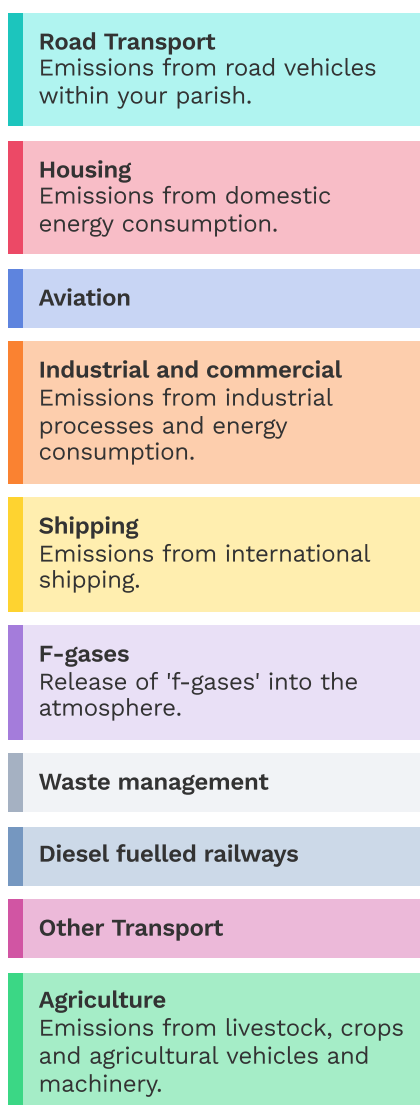 Road Transport
Emissions from road vehicles
within your parish.
Housing
Emissions from domestic
energy consumption.
Aviation
Industrial and commercial
Emissions from industrial
processes and energy
consumption.
Shipping
Emissions from international
shipping.
F-gases
Release of 'f-gases' into the
atmosphere.
Waste management
Diesel fuelled railways
Other Transport
Agriculture
Emissions from livestock, crops
and agricultural vehicles and
machinery.